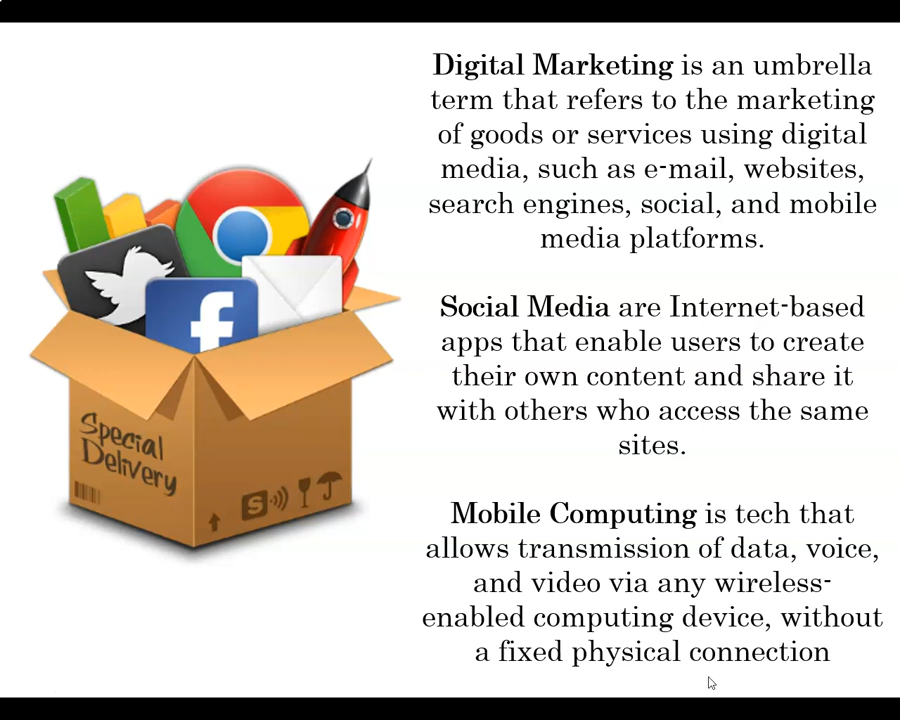 Digital Marketing is an umbrella
term that refers to the marketing
of goods or services using digital
media, such as e-mail, websites,
search engines, social, and mobile
media platforms.
Social Media are Internet-based
apps that enable users to create
their own content and share it
with others who access the same
sites.
Mobile Computing is tech that
allows transmission of data, voice,
and video via any wireless-
enabled computing device, without
a fixed physical connection
Special
Delivery
S
f